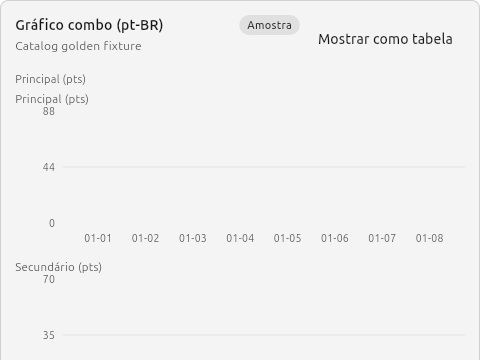 Gráfico combo (pt-BR)
Amostra
Catalog golden fixture
Mostrar como tabela
Principal (pts)
Principal (pts)
88
44
0
01-01 01-02 01-03 01-04 01-05 01-06 01-07 01-08
Secundário (pts)
70
35